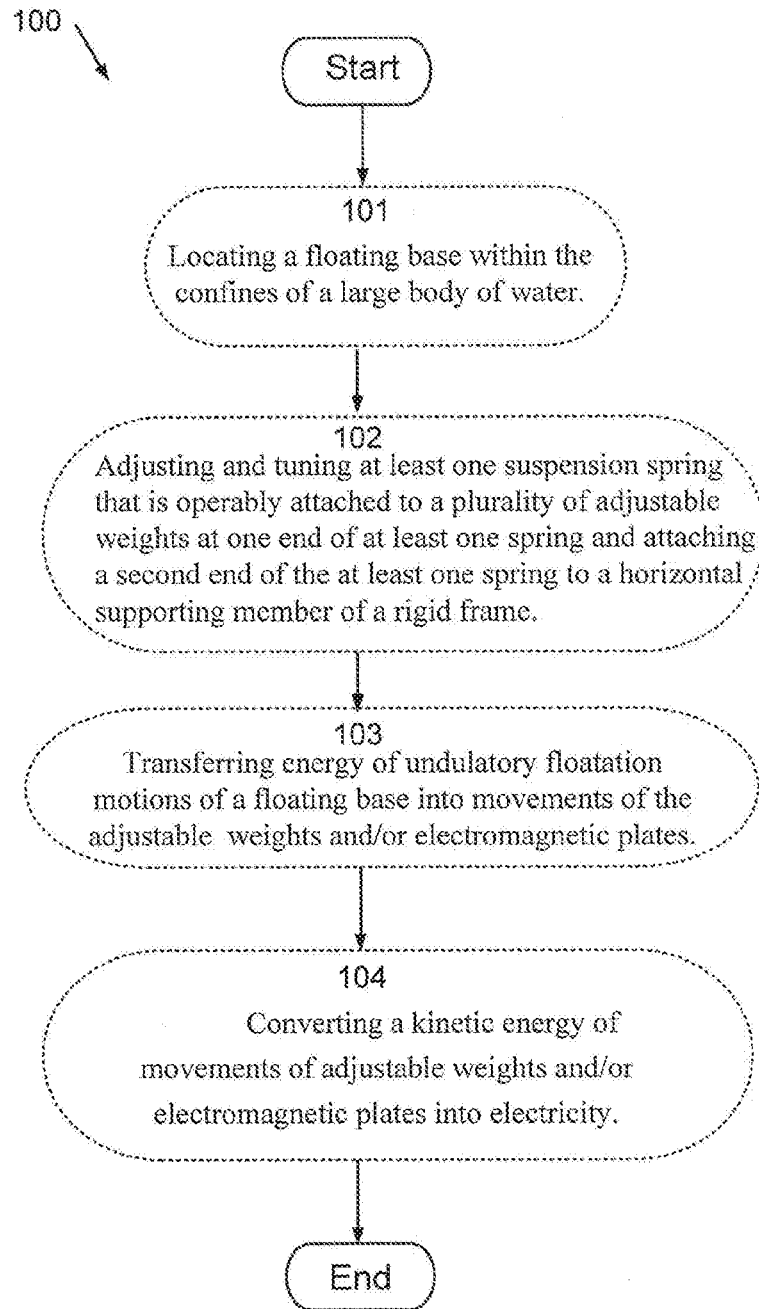 100
Start
101
Locating a floating base within the
confines of a large body of water.
102
Adjusting and tuning at least one suspension spring
that is operably attached to a plurality of adjustable
weights at one end of at least one spring and attaching
a second end of the at least one spring to a horizontal
supporting member of a rigid frame.
103
Transferring energy of undulatory floatation
motions of a floating base into movements of the
adjustable weights and/or electromagnetic plates.
104
Converting a kinetic energy of
movements of adjustable weights and/or
electromagnetic plates into electricity.
End